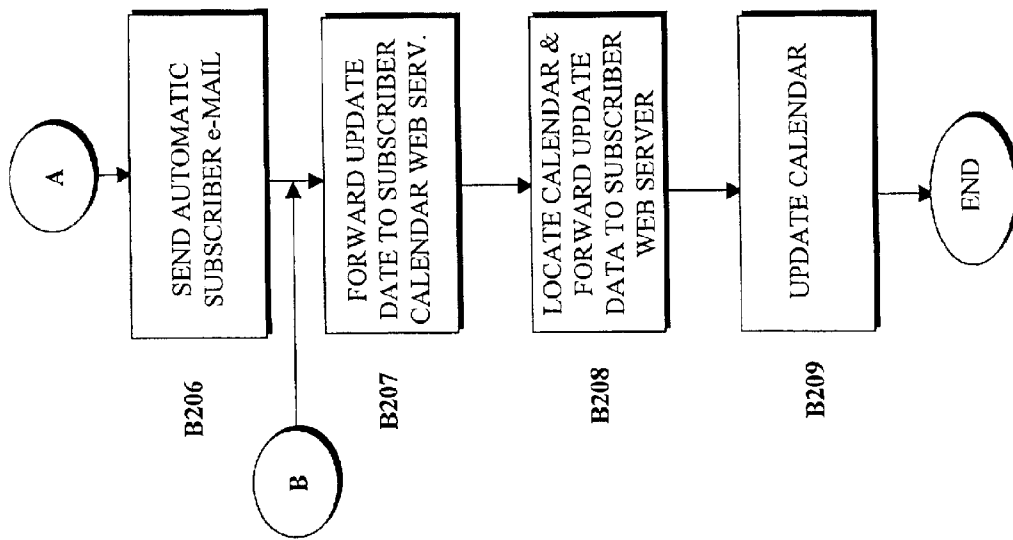 A
SEND AUTOMATIC
SUBSCRIBER e-MAIL
B206
B
FORWARD UPDATE
DATE TO SUBSCRIBER
CALENDAR WEB SERV.
B207
LOCATE CALENDAR &
FORWARD UPDATE
DATA TO SUBSCRIBER
WEB SERVER
B208
UPDATE CALENDAR
B209
END